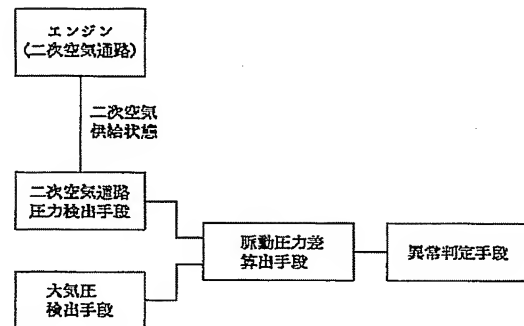 エンジン
(二次空気通路)
二次空気
供給状態
二次空気通路
圧力検出手段
脈動圧力差
算出手段
異常判定手段
大気圧
検出手段